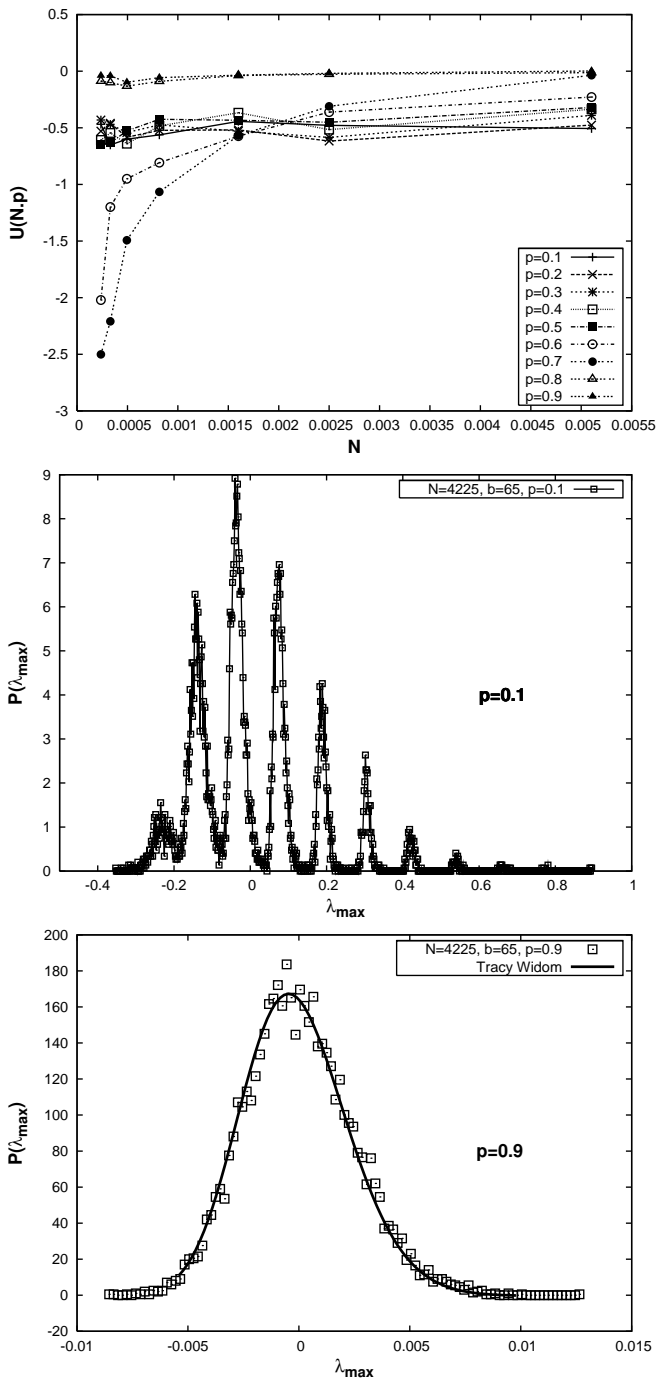 0.5
0
-0.5
-1
-1.5
-2
-2.5
-3
U(N.p)
p=0.1
p=0.2
p=0.3
p=0.4
p=0.5
p=0.6
p=0.7
p=0.8
p=0.9
0 0.0005 0.001 0.0015 0.002 0.0025 0.003 0.0035 0.004 0.0045 0.005 0.0055
N
9
8
7
6
5
4
3
2
1
0
P(λmax)
N=4225, b=65, p=0.1
p=0.1
-0.4 -0.2 0 0.2 0.4 0.6 0.8 1
λmax
200
180
160
140
120
100
80
60
40
20
0
-20
P(λmax)
N=4225, b=65, p=0.9
Tracy Widom
p=0.9
-0.01 -0.005 0 0.005 0.01 0.015
λmax